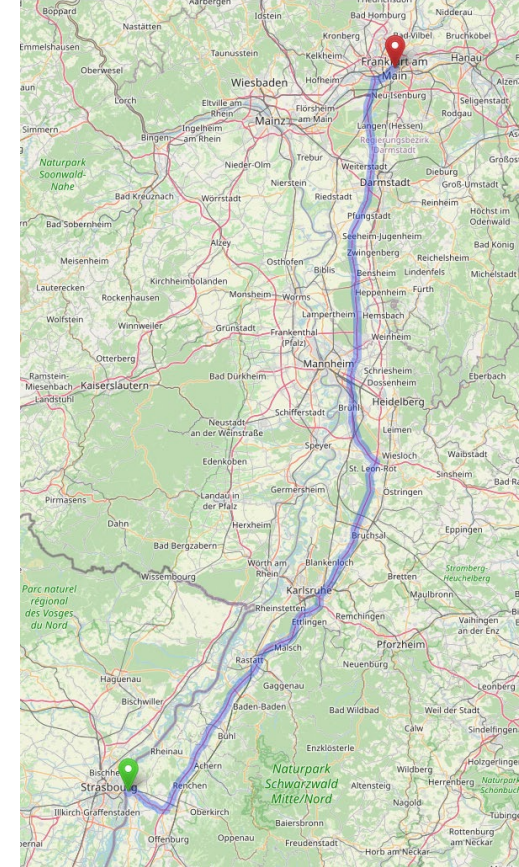 Boppard
Nastätten
Idstein
Bad Homburg
Nidderau
Emmelshausen
Taunusstein
Kronberg
Bad-Vilbel
Bruchköbel
Oberwesel
Kelkheim
Frankfurt am
Main
Hanau
Wiesbaden
Hofheim
Lorch
Eltville am
Rhein
Flörsheim
am Main
Neu-Isenburg
Seligenstadt
Rodgau
Simmern
Mainz
Bingen
Ingelheim
am Rhein
Langen (Hessen)
Regierungsbezirk
Darmstadt
Naturpark
Soonwald-
Nahe
Nieder-Olm
Trebur
Weiterstadt
Dieburg
Nierstein
Darmstadt
Groß-Umstadt
Bad Kreuznach
Wörrstadt
Riedstadt
Reinheim
Pfungstadt
Höchst im
Odenwald
Bad Sobernheim
Alzey
Seeheim-Jugenheim
Bad König
Zwingenberg
Meisenheim
Osthofen
Biblis
Bensheim
Lindenfels
Reichelsheim
Michelstadt
Kirchheimbolanden
Lauterecken
Rockenhausen
Monsheim
Worms
Heppenheim
Fürth
Wolfstein
Winnweiler
Grünstadt
Lampertheim
Hemsbach
Frankenthal
(Pfalz)
Weinheim
Otterberg
Mannheim
Schriesheim
Ramstein-
Miesenbach
Kaiserslautern
Bad Dürkheim
Dossenheim
Eberbach
Landstuhl
Schifferstadt
Brühl
Heidelberg
Neustadt
an der Weinstraße
Leimen
Speyer
Wiesloch
Waibstadt
Edenkoben
St. Leon-Rot
Sinsheim
Pirmasens
Landau in
der Pfalz
Germersheim
Östringen
Dahn
Herxheim
Eppingen
Bad Bergzabern
Bruchsal
Wissembourg
Wörth am
Rhein
Blankenloch
Bretten
Stromberg-
Heuchelberg
Parc naturel
régional
des Vosges
du Nord
Karlsruhe
Maulbronn
Rheinstetten
Ettlingen
Remchingen
Vaihingen
an der Enz
Malsch
Pforzheim
Rastatt
Neuenburg
Haguenau
Gaggenau
Leonberg
Bischwiller
Baden-Baden
Bad Wildbad
Weil der Stadt
Bühl
Calw
Sindelfingen
Rheinau
Enzklösterle
Achern
Naturpark
Schwarzwald
Mitte/Nord
Wildberg
Holzgerlingen
Strasbourg
Renchen
Altensteig
Herrenberg
Naturpark
Schönbuch
Illkirch-Graffenstaden
Oberkirch
Nagold
Baiersbronn
Rottenburg
am Neckar
Offenburg
Oppenau
Freudenstadt
Horb am Neckar